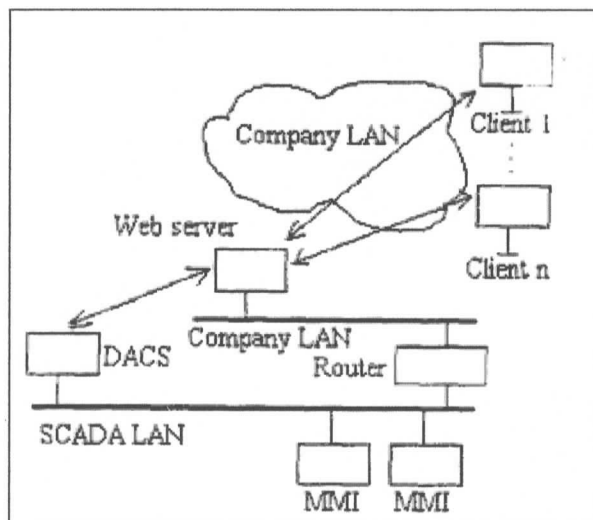 Client 1
Company LAN
Web server
Client n
Company LAN
DACS
Router
SCADA LAN
MMI
MMI